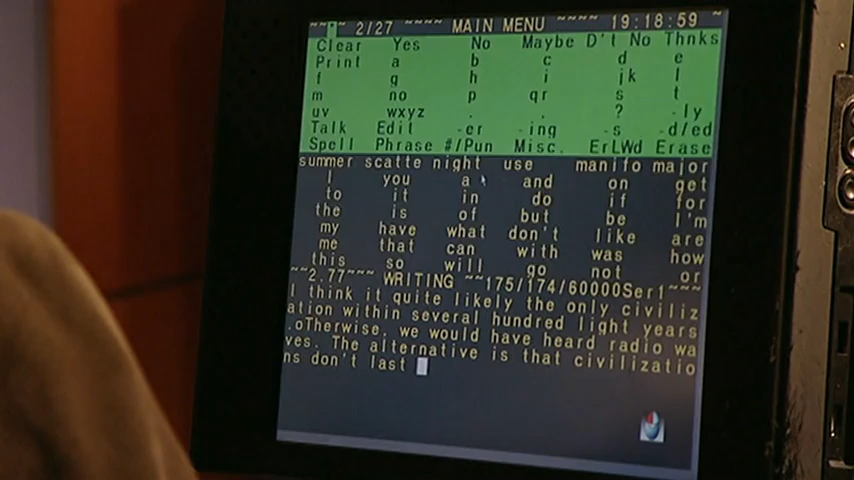 ~~ ~ 2/27 ~~~~ MAIN MENU ~~~~ 19:18:59 ~
Clear Yes No Maybe D't No Thnks
Print a b c d e
f g h i jk l
m no p qr s t
uv wxyz . . ? -ly
Talk Edit -er -ing -s -d/ed
Spell Phrase #/Pun Misc. ErLWd Erase
summer scatte night use manifo major
I you a and on get
to it in do if for
the is of but be I'm
my have what don't like are
me that can with was how
this so will go not or
~~2.77~~~ WRITING ~~175/174/60000Ser1~~~
I think it quite likely the only civiliz
ation within several hundred light years
.oTherwise, we would have heard radio wa
ves. The alternative is that civilizatio
ns don't last